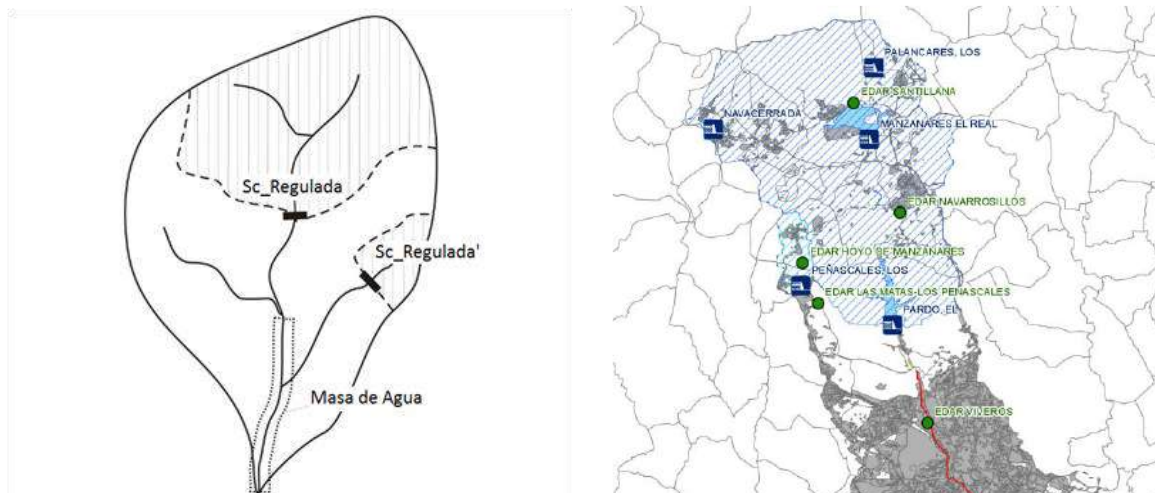 Sc_Regulada
Sc_Regulada'
Masa de Agua
PALANCARES, LOS
EDAR SANTILLANA
NAVACERRADA
MANZANARES EL REAL
EDAR NAVARROSILLOS
EDAR HOYO DE MANZANARES
PEÑASCALES, LOS
EDAR LAS MATAS-LOS PEÑASCALES
PARDO, EL
EDAR VIVEROS